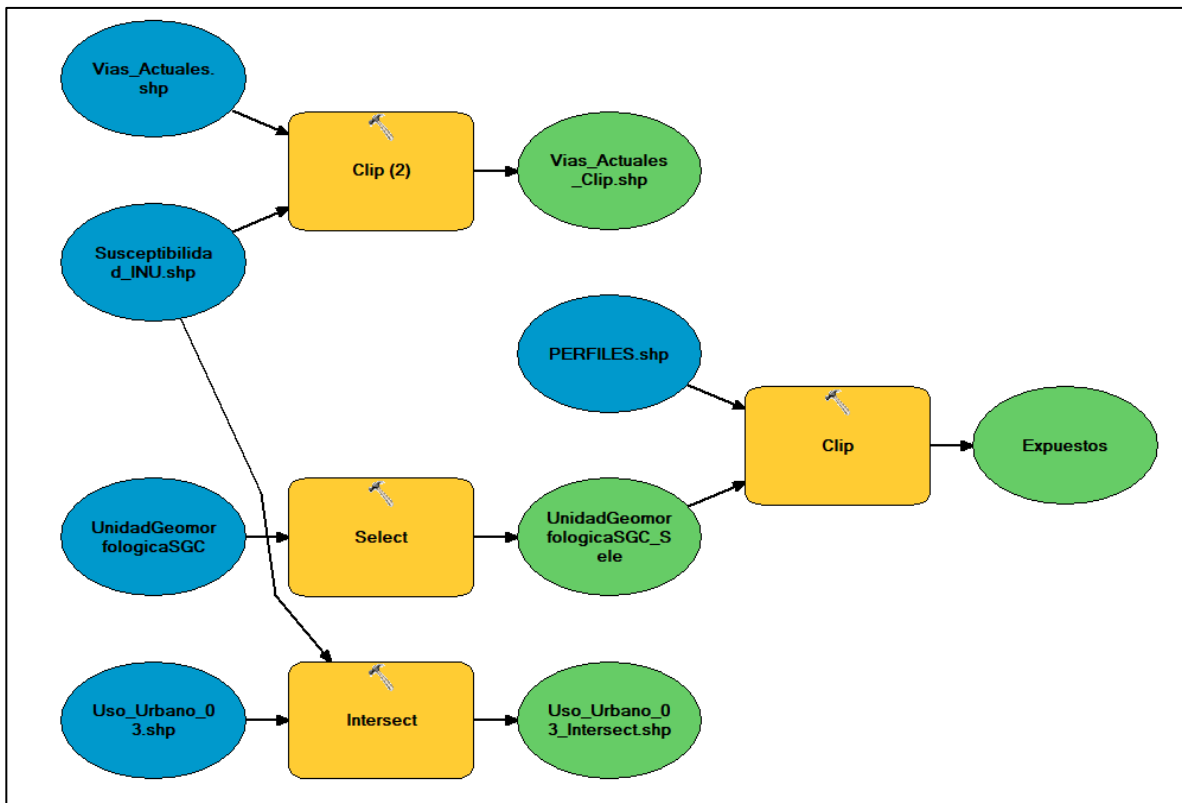 Vias_Actuales.
shp
Clip (2)
Vias_Actuales
_Clip.shp
Susceptibilida
d_INU.shp
PERFILES.shp
Clip
Expuestos
UnidadGeomor
fologicaSGC
Select
UnidadGeomor
fologicaSGC_S
ele
Uso_Urbano_0
3.shp
Intersect
Uso_Urbano_0
3_Intersect.shp